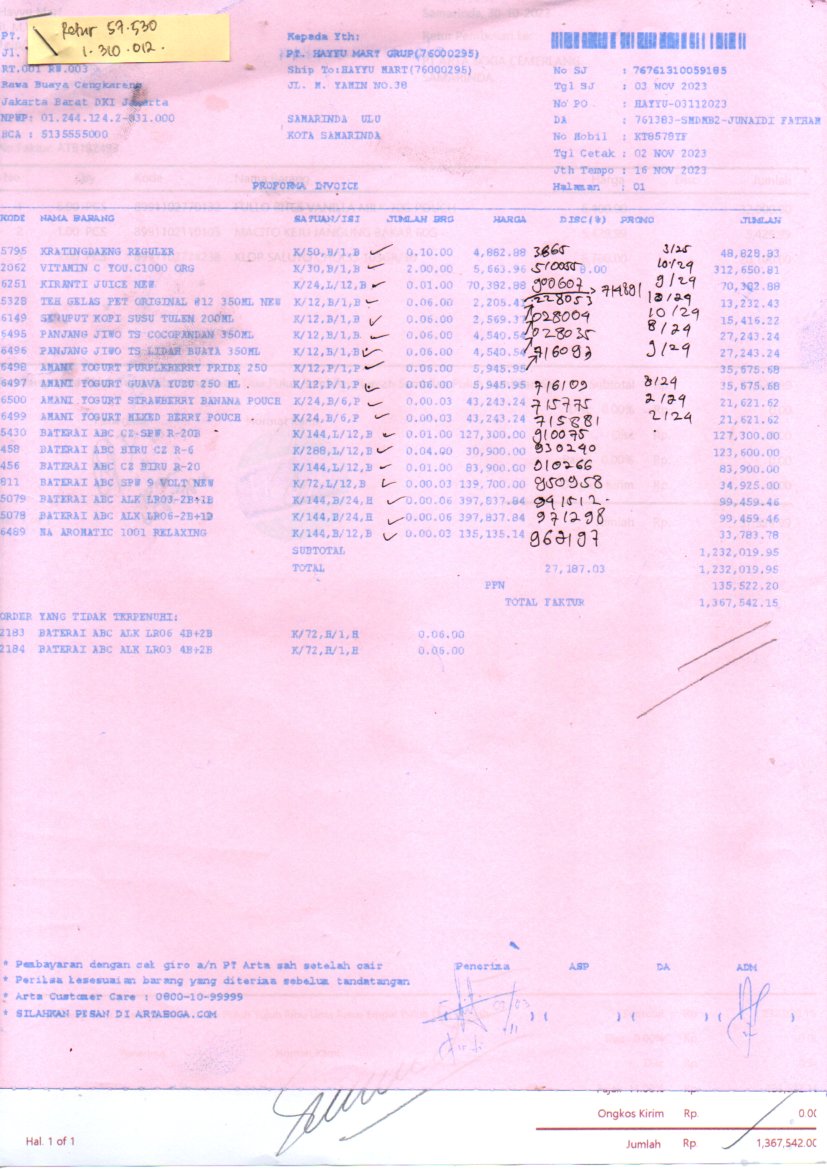 Retur 57.530
1.310.012.
PT.
Jl.
RT.001 RW.003
Rawa Buaya Cengkareng
Jakarta Barat DKI Jakarta
NPWP: 01.244.124.2-031.000
BCA : 5135555000
Kepada Yth:
PT. HAYYU MART GRUP(76000295)
Ship To:HAYYU MART(76000295)
JL. M. YAMIN NO.38
SAMARINDA ULU
KOTA SAMARINDA
No SJ : 76761310059185
Tgl SJ : 03 NOV 2023
No PO : HAYYU-03112023
DA : 761383-SMDMB2-JUNAIDI FATHAM
No Mobil : KT8578YF
Tgl Cetak : 02 NOV 2023
Jth Tempo : 16 NOV 2023
Halaman : 01
PROFORMA INVOICE
KODE NAMA BARANG SATUAN/ISI JUMLAH BRG HARGA DISC(%) PROMO JUMLAH
5795 KRATINGDAENG REGULER K/50,B/1,B 0.10.00 4,882.88 3865 3/25 48,828.83
2062 VITAMIN C YOU.C1000 ORG K/30,B/1,B 2.00.00 5,663.96 510055 8.00 10/29 312,650.81
6251 KIRANTI JUICE NEW K/24,L/12,B 0.01.00 70,392.88 900607 9/29 70,392.88
5328 TEH GELAS PET ORIGINAL @12 350ML NEW K/12,B/1,B 0.06.00 2,205.41 228053 714881 10/29 13,232.43
6149 SERUPUT KOPI SUSU TULEN 200ML K/12,B/1,B 0.06.00 2,569.37 028009 10/29 15,416.22
6495 PANJANG JIWO TS COCOPANDAN 350ML K/12,B/1,B 0.06.00 4,540.54 028035 8/24 27,243.24
6496 PANJANG JIWO TS LIDAH BUAYA 350ML K/12,B/1,B 0.06.00 4,540.54 716093 9/29 27,243.24
6498 AMANI YOGURT PURPLEBERRY PRIDE 250 K/12,P/1,P 0.06.00 5,945.95 35,675.68
6497 AMANI YOGURT GUAVA YUZU 250 ML K/12,P/1,P 0.06.00 5,945.95 716109 3/24 35,675.68
6500 AMANI YOGURT STRAWBERRY BANANA POUCH K/24,B/6,P 0.00.03 43,243.24 715775 2/29 21,621.62
6499 AMANI YOGURT MIXED BERRY POUCH K/24,B/6,P 0.00.03 43,243.24 715881 2/24 21,621.62
5430 BATERAI ABC CZ-SPW R-20B K/144,L/12,B 0.01.00 127,300.00 910075 127,300.00
458 BATERAI ABC BIRU CZ R-6 K/288,L/12,B 0.04.00 30,900.00 930240 123,600.00
456 BATERAI ABC CZ BIRU R-20 K/144,L/12,B 0.01.00 83,900.00 010266 83,900.00
811 BATERAI ABC SPW 9 VOLT NEW K/72,L/12,B 0.00.03 139,700.00 950958 34,925.00
5079 BATERAI ABC ALK LR03-2B+1B K/144,B/24,H 0.00.06 397,837.84 941512 99,459.46
5078 BATERAI ABC ALK LR06-2B+1B K/144,B/24,H 0.00.06 397,837.84 971298 99,459.46
6489 NA AROMATIC 1001 RELAXING K/144,B/12,B 0.00.03 135,135.14 967197 33,783.78
SUBTOTAL 1,232,019.95
TOTAL 27,187.03 1,232,019.95
PPN 135,522.20
TOTAL FAKTUR 1,367,542.15
ORDER YANG TIDAK TERPENUHI:
2183 BATERAI ABC ALK LR06 4B+2B K/72,H/1,H 0.06.00
2184 BATERAI ABC ALK LR03 4B+2B K/72,H/1,H 0.06.00
* Pembayaran dengan cek giro a/n PT Arta sah setelah cair
* Periksa kesesuaian barang yang diterima sebelum tandatangan
* Arta Customer Care : 0800-10-99999
* SILAHKAN PESAN DI ARTABOGA.COM
Penerima ASP DA ADM
Ongkos Kirim Rp 0.00
Hal. 1 of 1
Jumlah Rp 1,367,542.00